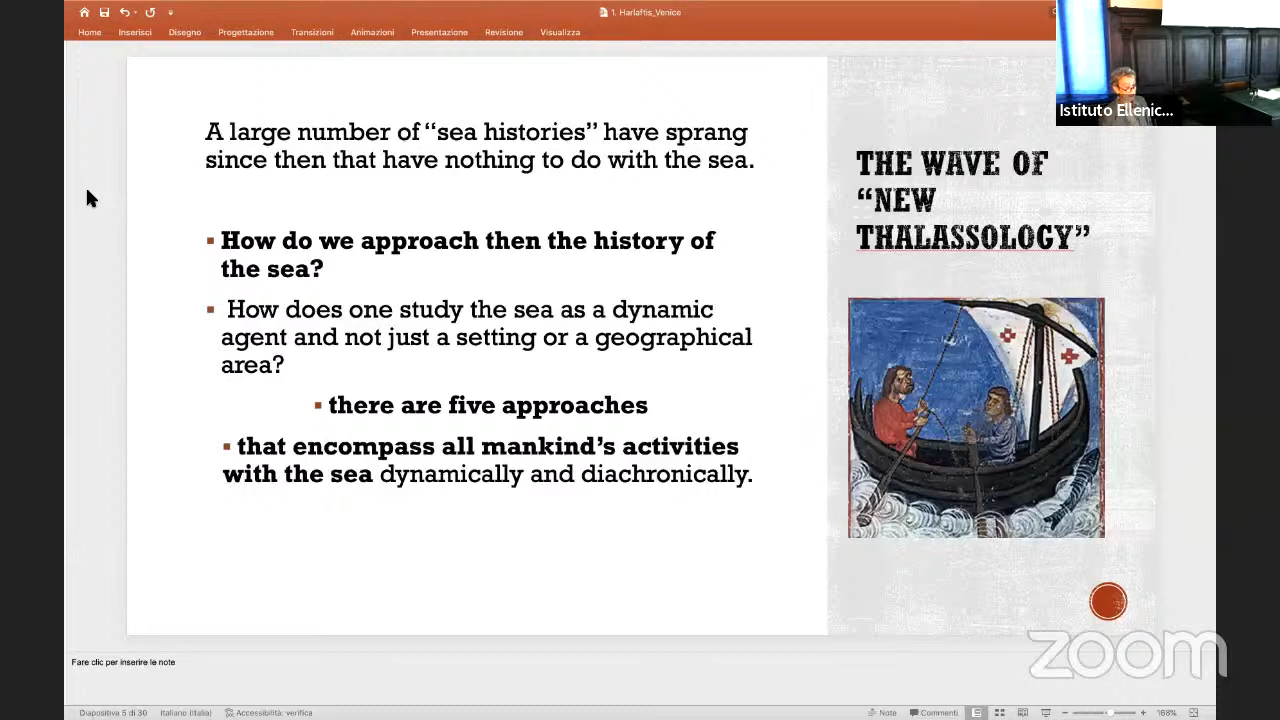 1. Harlaftis_Venice
Home Inserisci Disegno Progettazione Transizioni Animazioni Presentazione Revisione Visualizza
Istituto Ellenic...
A large number of “sea histories” have sprang
since then that have nothing to do with the sea.
▪ How do we approach then the history of
the sea?
▪ How does one study the sea as a dynamic
agent and not just a setting or a geographical
area?
▪ there are five approaches
▪ that encompass all mankind’s activities
with the sea dynamically and diachronically.
THE WAVE OF
“NEW
THALASSOLOGY”
zoom
Fare clic per inserire le note
Diapositiva 5 di 30 Italiano (Italia) Accessibilità: verifica Note Commenti 168%